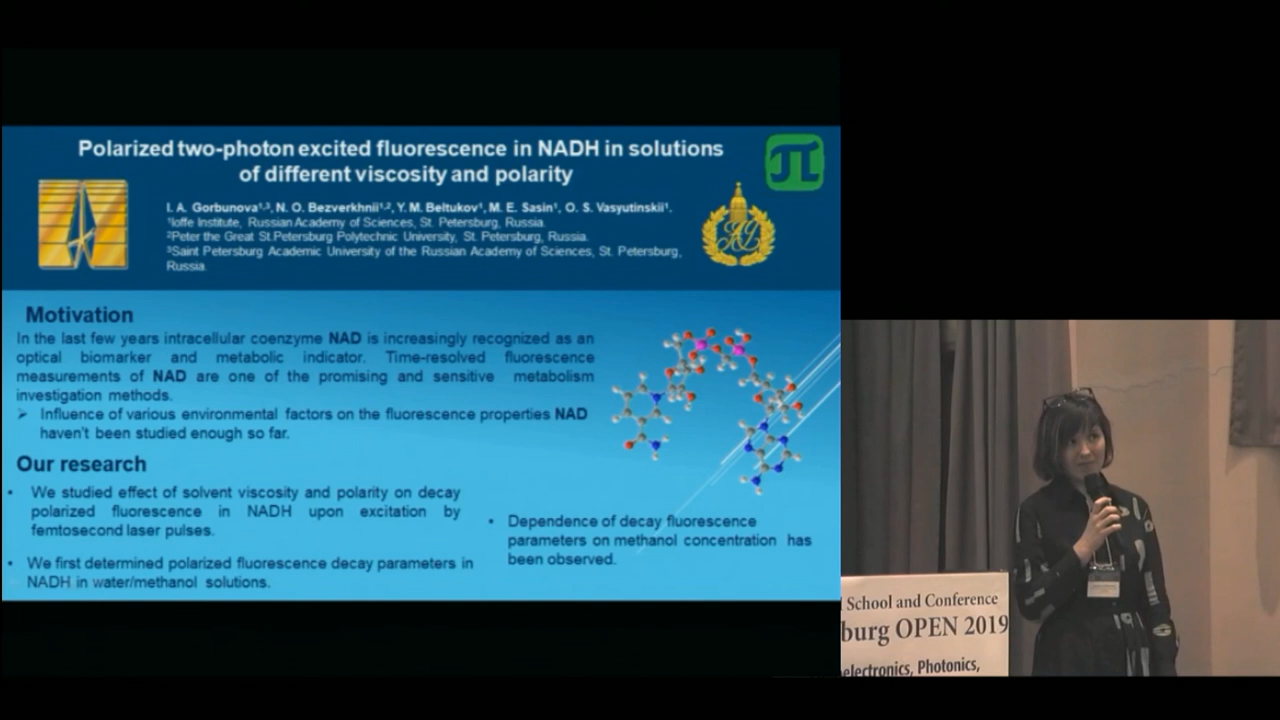 Polarized two-photon excited fluorescence in NADH in solutions
of different viscosity and polarity
I. A. Gorbunova¹·³, N. O. Bezverkhnii¹·², Y. M. Beltukov¹, M. E. Sasin¹, O. S. Vasyutinskii¹.
¹Ioffe Institute, Russian Academy of Sciences, St. Petersburg, Russia.
²Peter the Great St.Petersburg Polytechnic University, St. Petersburg, Russia.
³Saint Petersburg Academic University of the Russian Academy of Sciences, St. Petersburg,
Russia.
Motivation
In the last few years intracellular coenzyme NAD is increasingly recognized as an
optical biomarker and metabolic indicator. Time-resolved fluorescence
measurements of NAD are one of the promising and sensitive metabolism
investigation methods.
➢ Influence of various environmental factors on the fluorescence properties NAD
haven't been studied enough so far.
Our research
• We studied effect of solvent viscosity and polarity on decay
polarized fluorescence in NADH upon excitation by
femtosecond laser pulses.
• We first determined polarized fluorescence decay parameters in
NADH in water/methanol solutions.
• Dependence of decay fluorescence
parameters on methanol concentration has
been observed.
School and Conference
burg OPEN 2019
electronics, Photonics,